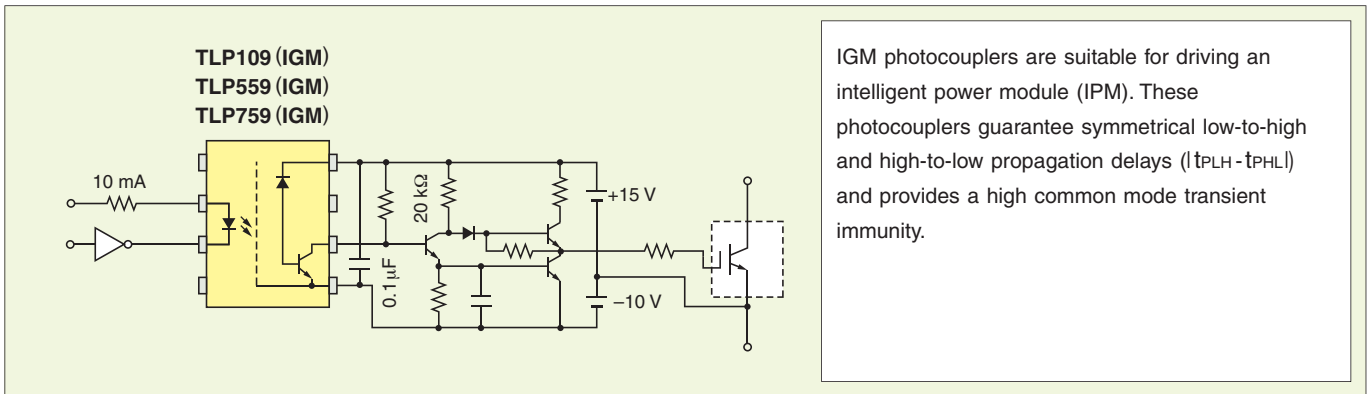 TLP109 (IGM)
TLP559 (IGM)
TLP759 (IGM)
10 mA
20 kΩ
0.1 μF
+15 V
–10 V
IGM photocouplers are suitable for driving an
intelligent power module (IPM). These
photocouplers guarantee symmetrical low-to-high
and high-to-low propagation delays (|tPLH - tPHL|)
and provides a high common mode transient
immunity.